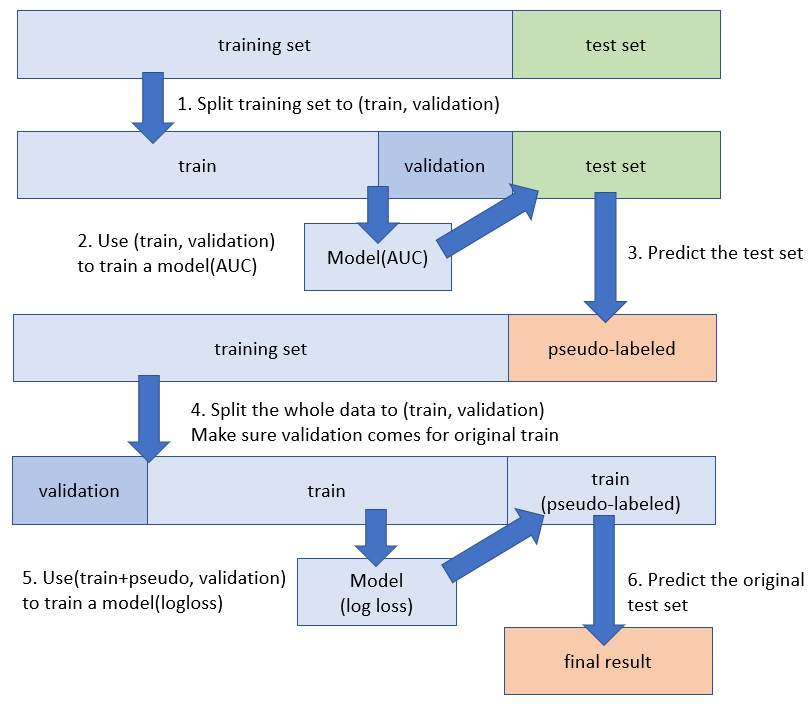 training set
test set
1. Split training set to (train, validation)
train
validation
test set
2. Use (train, validation)
to train a model(AUC)
Model(AUC)
3. Predict the test set
training set
pseudo-labeled
4. Split the whole data to (train, validation)
Make sure validation comes for original train
validation
train
train
(pseudo-labeled)
5. Use(train+pseudo, validation)
to train a model(logloss)
Model
(log loss)
6. Predict the original
test set
final result